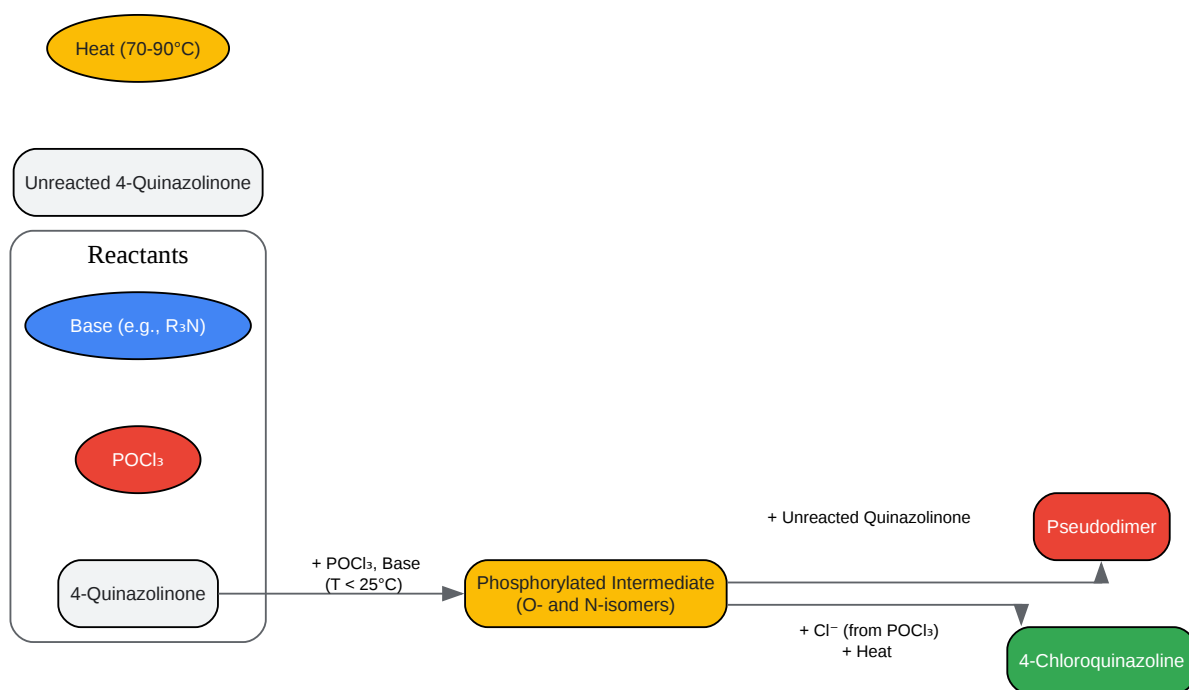 Heat (70-90°C)
Unreacted 4-Quinazolinone
Reactants
Base (e.g., R₃N)
POCl₃
4-Quinazolinone
+ POCl₃, Base
(T < 25°C)
Phosphorylated Intermediate
(O- and N-isomers)
+ Unreacted Quinazolinone
Pseudodimer
+ Cl⁻ (from POCl₃)
+ Heat
4-Chloroquinazoline